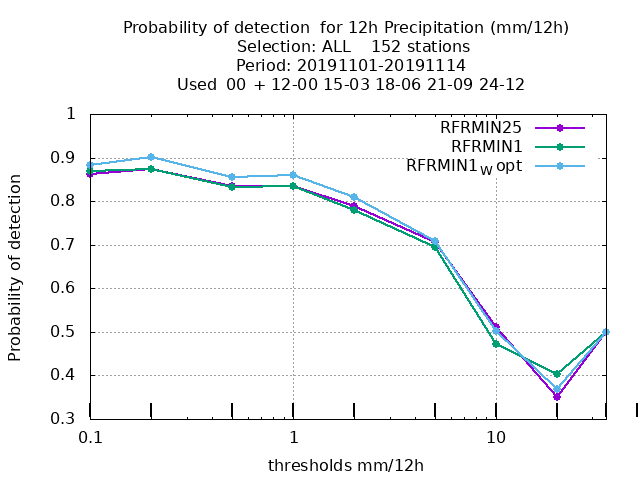 Probability of detection  for 12h Precipitation (mm/12h)
Selection: ALL    152 stations
Period: 20191101-20191114
Used  00 + 12-00 15-03 18-06 21-09 24-12
RFRMIN25
RFRMIN1
RFRMIN1W opt
Probability of detection
1
0.9
0.8
0.7
0.6
0.5
0.4
0.3
0.1
1
10
thresholds mm/12h